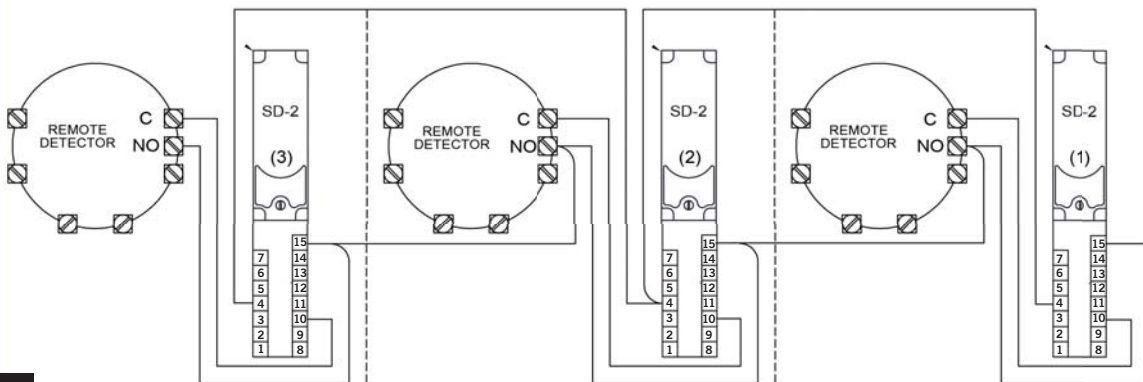 C
REMOTE
DETECTOR
NO
SD-2
(3)
15
7 14
6 13
5 12
4 11
3 10
2 9
1 8
C
REMOTE
DETECTOR
NO
SD-2
(2)
15
7 14
6 13
5 12
4 11
3 10
2 9
1 8
C
REMOTE
DETECTOR
NO
SD-2
(1)
15
7 14
6 13
5 12
4 11
3 10
2 9
1 8